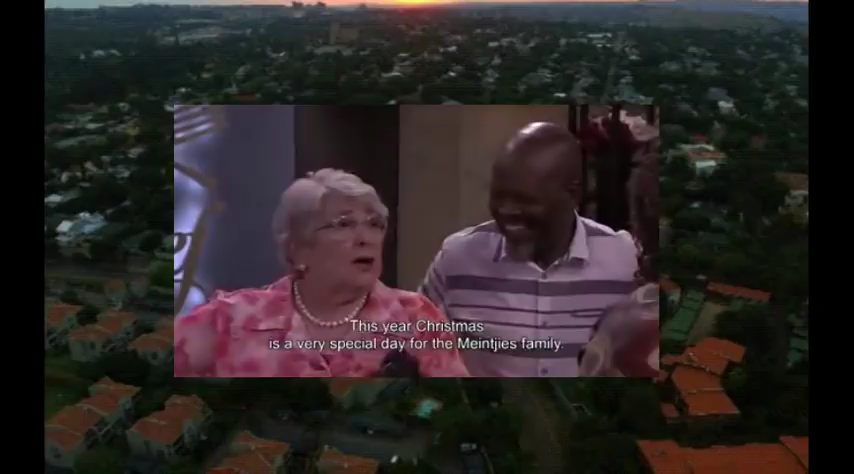 This year Christmas
is a very special day for the Meintjies family.